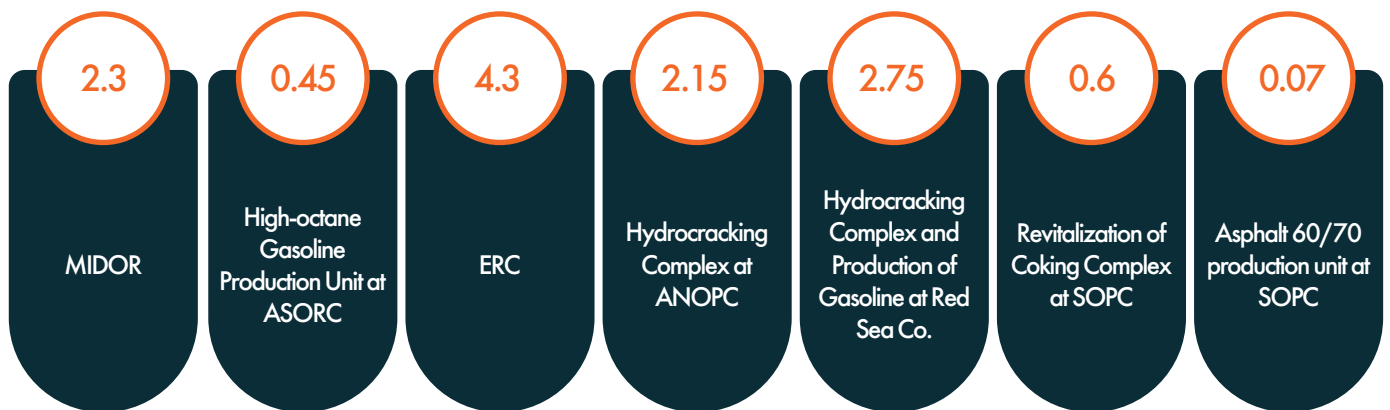 2.3
MIDOR
0.45
High-octane
Gasoline
Production Unit at
ASORC
4.3
ERC
2.15
Hydrocracking
Complex at
ANOPC
2.75
Hydrocracking
Complex and
Production of
Gasoline at Red
Sea Co.
0.6
Revitalization of
Coking Complex
at SOPC
0.07
Asphalt 60/70
production unit at
SOPC